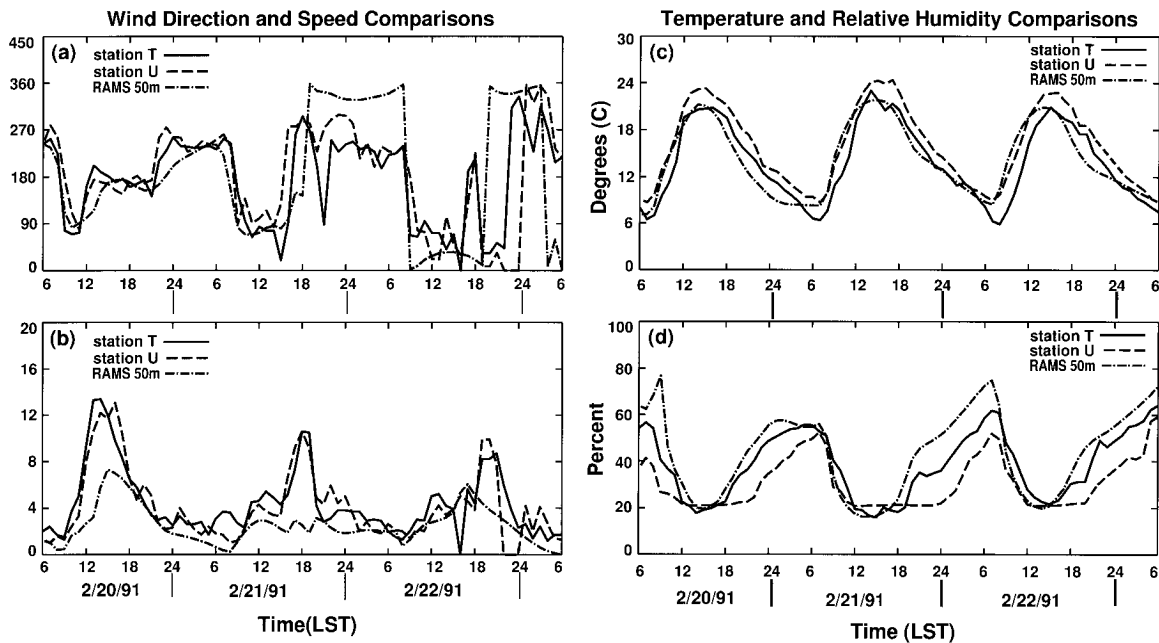 Wind Direction and Speed Comparisons
450
360
270
180
90
0
(a)
station T
station U
RAMS 50m
6 12 18 24 6 12 18 24 6 12 18 24 6
20
16
12
8
4
0
(b)
station T
station U
RAMS 50m
6 12 18 24 6 12 18 24 6 12 18 24 6
2/20/91 2/21/91 2/22/91
Time(LST)
Temperature and Relative Humidity Comparisons
Degrees (C)
30
24
18
12
6
0
(c)
station T
station U
RAMS 50m
6 12 18 24 6 12 18 24 6 12 18 24 6
Percent
100
80
60
40
20
0
(d)
station T
station U
RAMS 50m
6 12 18 24 6 12 18 24 6 12 18 24 6
2/20/91 2/21/91 2/22/91
Time (LST)